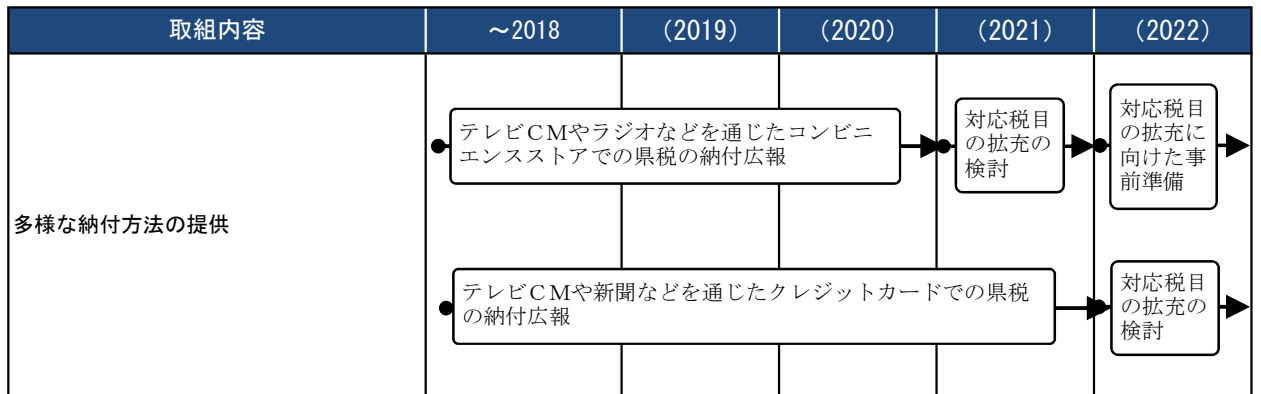 取組内容 ～2018 （2019） （2020） （2021） （2022）
テレビＣＭやラジオなどを通じたコンビニ
エンスストアでの県税の納付広報
対応税目
の拡充の
検討
対応税目
の拡充に
向けた事
前準備
多様な納付方法の提供
テレビＣＭや新聞などを通じたクレジットカードでの県税
の納付広報
対応税目
の拡充の
検討